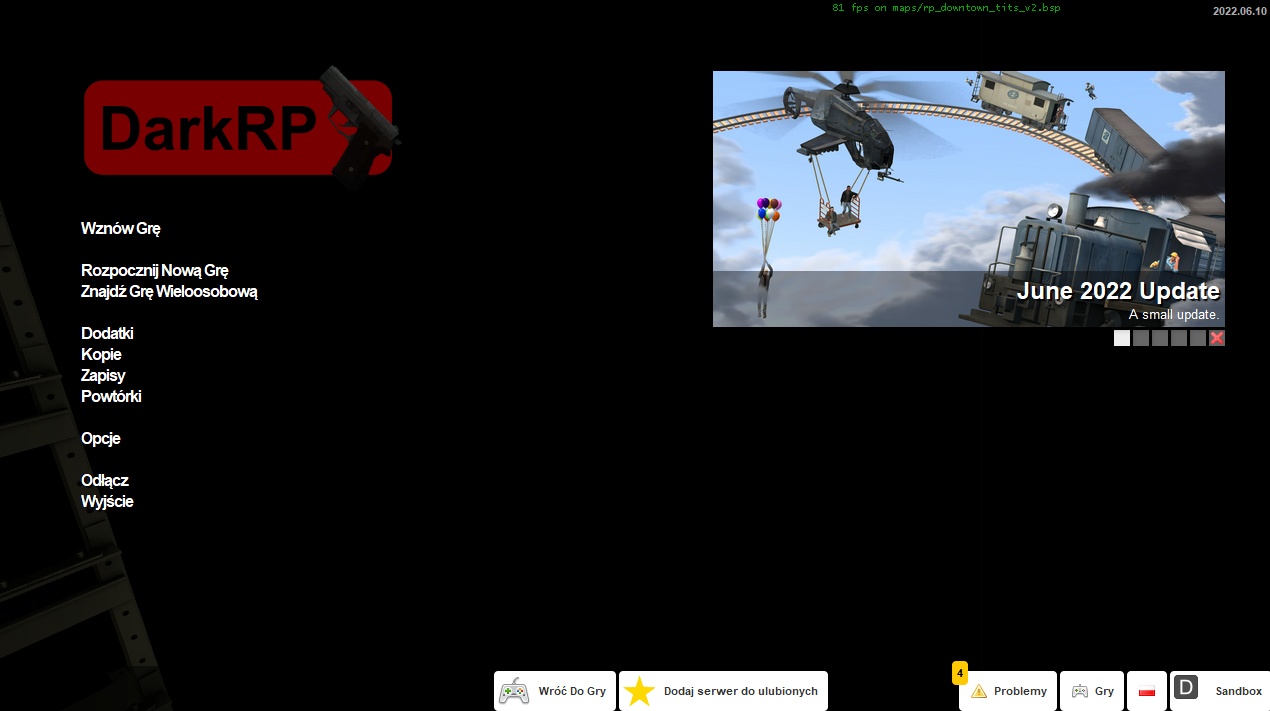 81 fps on maps/rp_downtown_tits_v2.bsp
2022.06.10
DarkRP
Wznów Grę
Rozpocznij Nową Grę
Znajdź Grę Wieloosobową
Dodatki
Kopie
Zapisy
Powtórki
Opcje
Odłącz
Wyjście
June 2022 Update
A small update.
Wróć Do Gry
Dodaj serwer do ulubionych
4
Problemy
Gry
D
Sandbox